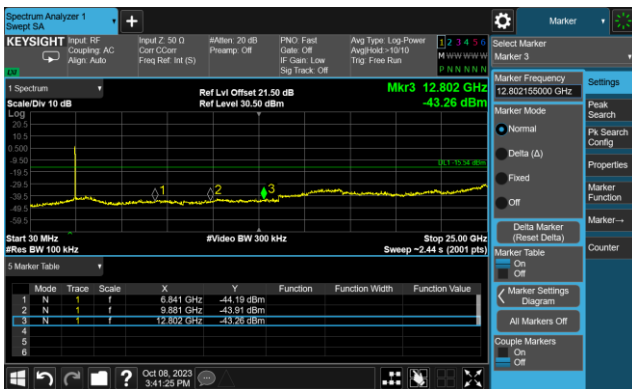 Spectrum Analyzer 1
Swept SA
Marker
KEYSIGHT
Input: RF
Coupling: AC
Align: Auto
Input Z: 50 Ω
Corr CCorr
Freq Ref: Int (S)
#Atten: 20 dB
Preamp: Off
PNO: Fast
Gate: Off
IF Gain: Low
Sig Track: Off
Avg Type: Log-Power
Avg|Hold:>10/10
Trig: Free Run
1 2 3 4 5 6
M W W W W W
P N N N N N
1 Spectrum
Scale/Div 10 dB
Ref Lvl Offset 21.50 dB
Ref Level 30.50 dBm
Mkr3 12.802 GHz
-43.26 dBm
Log
20.5
10.5
0.500
-9.50
-19.5
-29.5
-39.5
-49.5
-59.5
DL1 -15.54 dBm
1
2
3
Start 30 MHz
#Res BW 100 kHz
#Video BW 300 kHz
Stop 25.00 GHz
Sweep ~2.44 s (2001 pts)
5 Marker Table
Mode Trace Scale X Y Function Function Width Function Value
1 N 1 f 6.841 GHz -44.19 dBm
2 N 1 f 9.881 GHz -43.91 dBm
3 N 1 f 12.802 GHz -43.26 dBm
4
5
6
Oct 08, 2023
3:41:25 PM
Select Marker
Marker 3
Marker Frequency
12.802155000 GHz
Marker Mode
Normal
Delta (Δ)
Fixed
Off
Delta Marker
(Reset Delta)
Marker Table
On
Off
Marker Settings
Diagram
All Markers Off
Couple Markers
On
Off
Settings
Peak
Search
Pk Search
Config
Properties
Marker
Function
Marker→
Counter